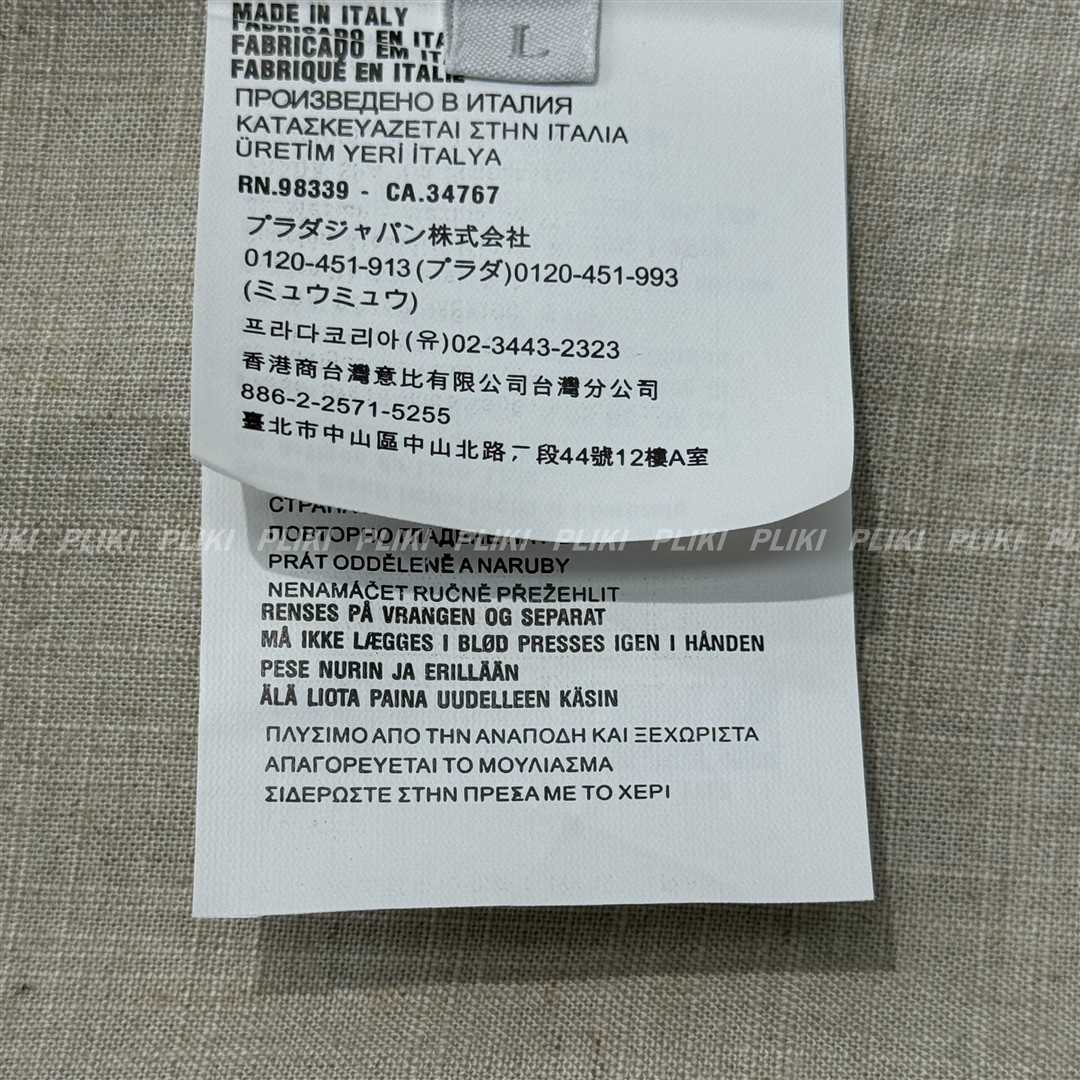 MADE IN ITALY
L
FABRICADO EN ITA
FABRICADO EM IT
FABRIQUÉ EN ITALIE
ПРОИЗВЕДЕНО В ИТАЛИЯ
ΚΑΤΑΣΚΕΥΑΖΕΤΑΙ ΣΤΗΝ ΙΤΑΛΙΑ
ÜRETİM YERİ İTALYA
RN.98339 - CA.34767
プラダジャパン株式会社
0120-451-913(プラダ)0120-451-993
(ミュウミュウ)
프라다코리아(유)02-3443-2323
香港商台灣意比有限公司台灣分公司
886-2-2571-5255
臺北市中山區中山北路二段44號12樓A室
ПОВТОРНО
PLIKI PLIKI PLIKI PLIKI PLIKI PLIKI PLIKI PLIKI
PRÁT ODDĚLENĚ A NARUBY
NENAMÁČET RUČNĚ PŘEŽEHLIT
RENSES PÅ VRANGEN OG SEPARAT
MÅ IKKE LÆGGES I BLØD PRESSES IGEN I HÅNDEN
PESE NURIN JA ERILLÄÄN
ÄLÄ LIOTA PAINA UUDELLEEN KÄSIN
ΠΛΥΣΙΜΟ ΑΠΟ ΤΗΝ ΑΝΑΠΟΔΗ ΚΑΙ ΞΕΧΩΡΙΣΤΑ
ΑΠΑΓΟΡΕΥΕΤΑΙ ΤΟ ΜΟΥΛΙΑΣΜΑ
ΣΙΔΕΡΩΣΤΕ ΣΤΗΝ ΠΡΕΣΑ ΜΕ ΤΟ ΧΕΡΙ